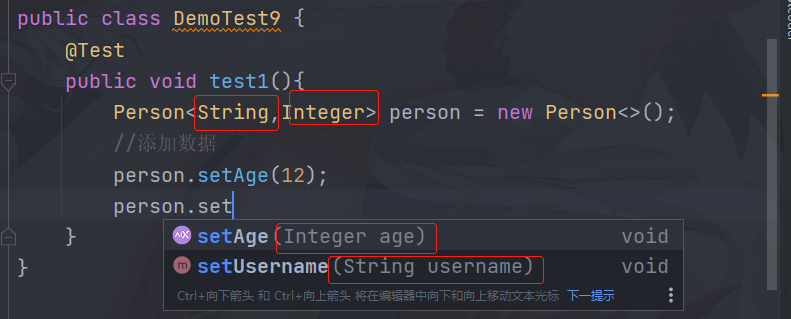 public class DemoTest9 {
@Test
public void test1(){
Person<String,Integer> person = new Person<>();
//添加数据
person.setAge(12);
person.set
setAge(Integer age) void
m setUsername(String username) void
Ctrl+向下箭头 和 Ctrl+向上箭头 将在编辑器中向下和向上移动文本光标 下一提示
}
}